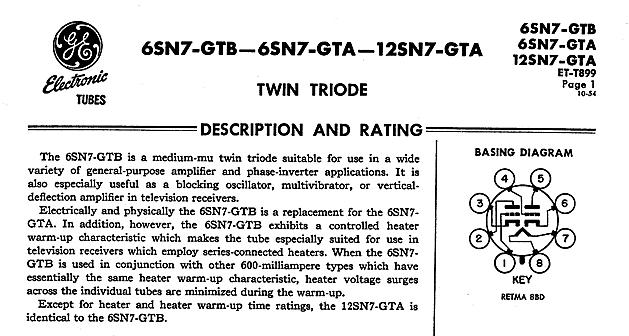 GE
Electronic
TUBES
6SN7-GTB—6SN7-GTA—12SN7-GTA
TWIN TRIODE
6SN7-GTB
6SN7-GTA
12SN7-GTA
ET-T899
Page 1
10-54
DESCRIPTION AND RATING
The 6SN7-GTB is a medium-mu twin triode suitable for use in a wide
variety of general-purpose amplifier and phase-inverter applications. It is
also especially useful as a blocking oscillator, multivibrator, or vertical-
deflection amplifier in television receivers.
Electrically and physically the 6SN7-GTB is a replacement for the 6SN7-
GTA. In addition, however, the 6SN7-GTB exhibits a controlled heater
warm-up characteristic which makes the tube especially suited for use in
television receivers which employ series-connected heaters. When the 6SN7-
GTB is used in conjunction with other 600-milliampere types which have
essentially the same heater warm-up characteristic, heater voltage surges
across the individual tubes are minimized during the warm-up.
Except for heater and heater warm-up time ratings, the 12SN7-GTA is
identical to the 6SN7-GTB.
BASING DIAGRAM
4
5
3
6
2
7
1
8
KEY
RETMA 8BD